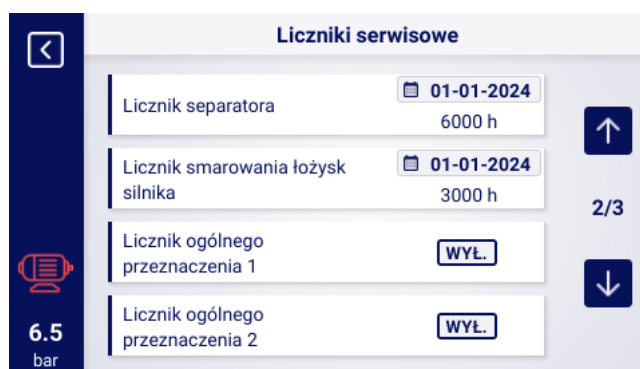 Liczniki serwisowe
Licznik separatora
01-01-2024
6000 h
Licznik smarowania łożysk
silnika
01-01-2024
3000 h
2/3
Licznik ogólnego
przeznaczenia 1
WYŁ.
Licznik ogólnego
przeznaczenia 2
WYŁ.
6.5
bar